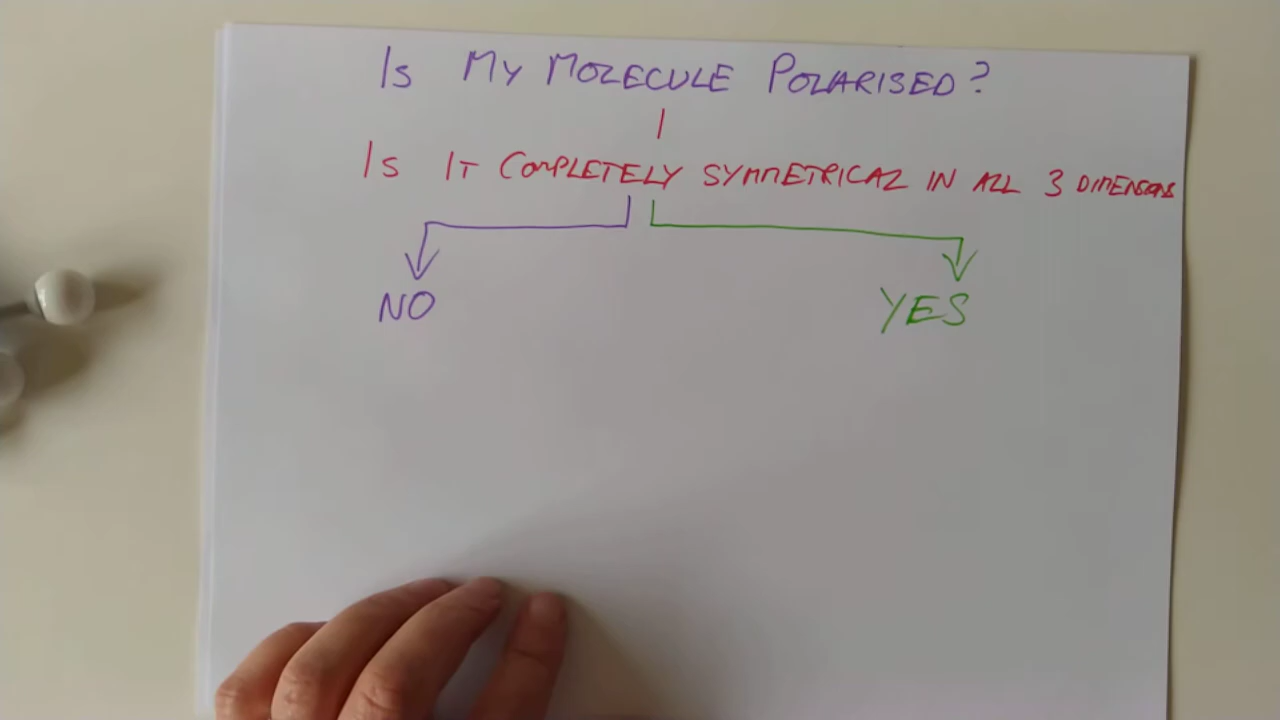 Is My MOLECULE POLARISED?
Is IT COMPLETELY SYMMETRICAL IN ALL 3 DIMENSIONS
NO
YES